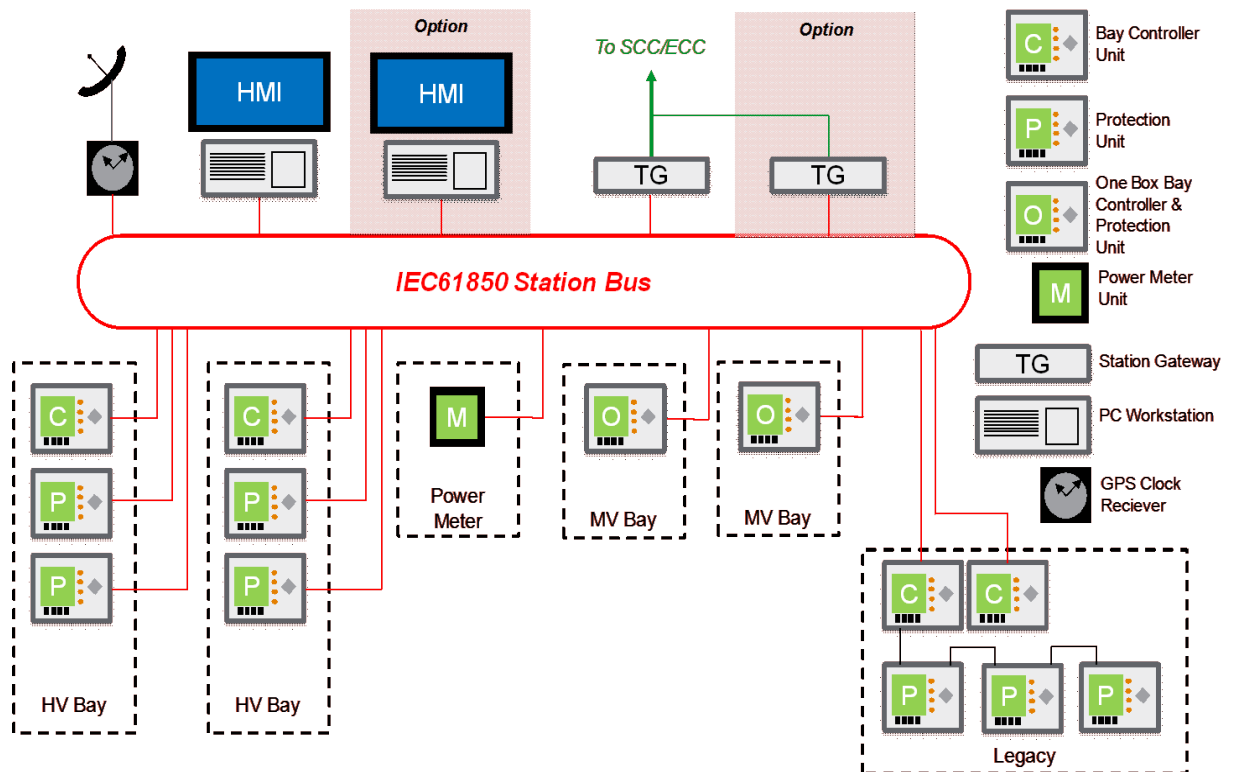 Option
To SCC/ECC
Option
HMI
HMI
TG
TG
IEC61850 Station Bus
C
P
P
HV Bay
C
P
P
HV Bay
M
Power
Meter
O
MV Bay
O
MV Bay
C
C
P
P
P
Legacy
C
Bay Controller
Unit
P
Protection
Unit
O
One Box Bay
Controller &
Protection
Unit
M
Power Meter
Unit
TG
Station Gateway
PC Workstation
GPS Clock
Reciever